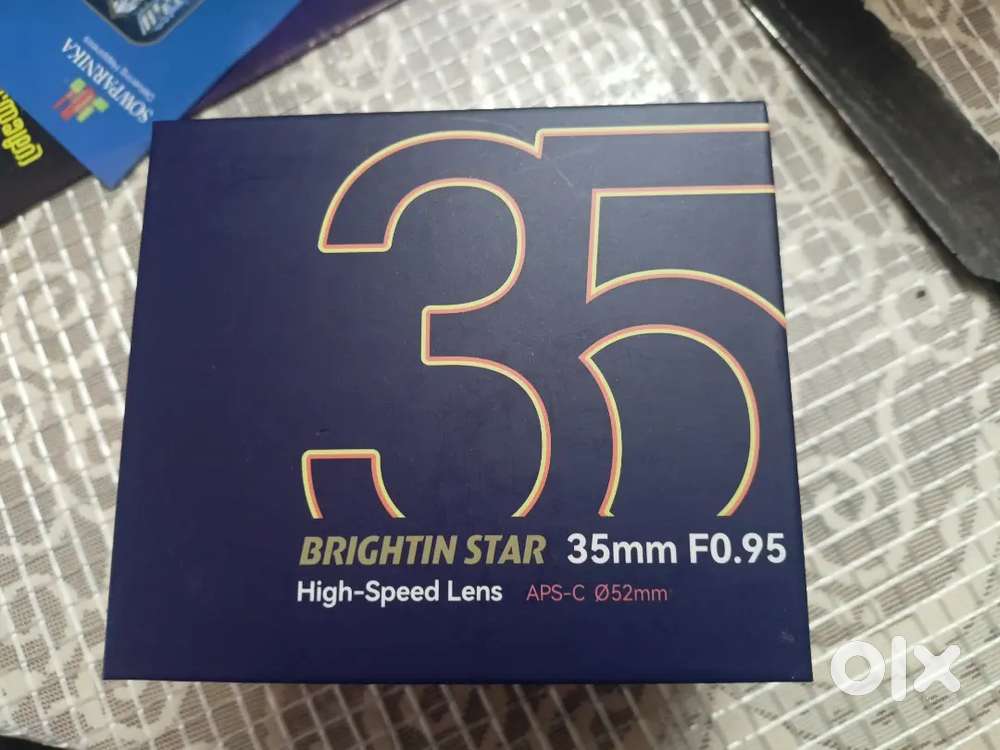 SOWPARNIKA
35
BRIGHTIN STAR 35mm F0.95
High-Speed Lens APS-C Ø52mm
olx